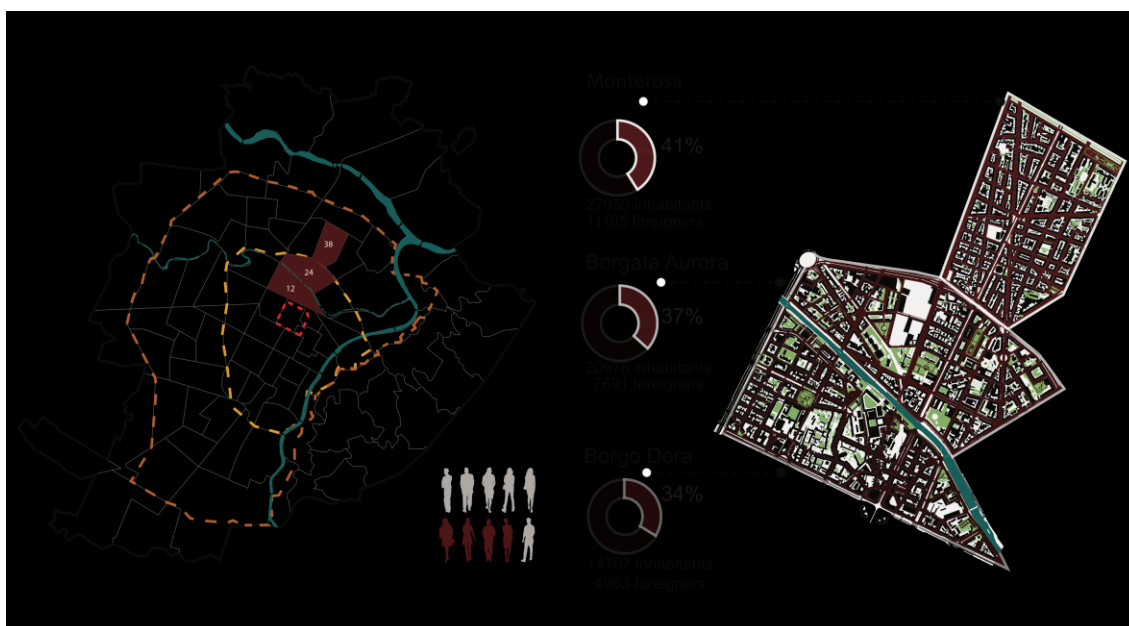 38
24
12
Monterosa
41%
27059 inhabitants
11105 foreigners
Borgata Aurora
37%
20976 inhabitants
7691 foreigners
Borgo Dora
34%
14707 inhabitants
4963 foreigners